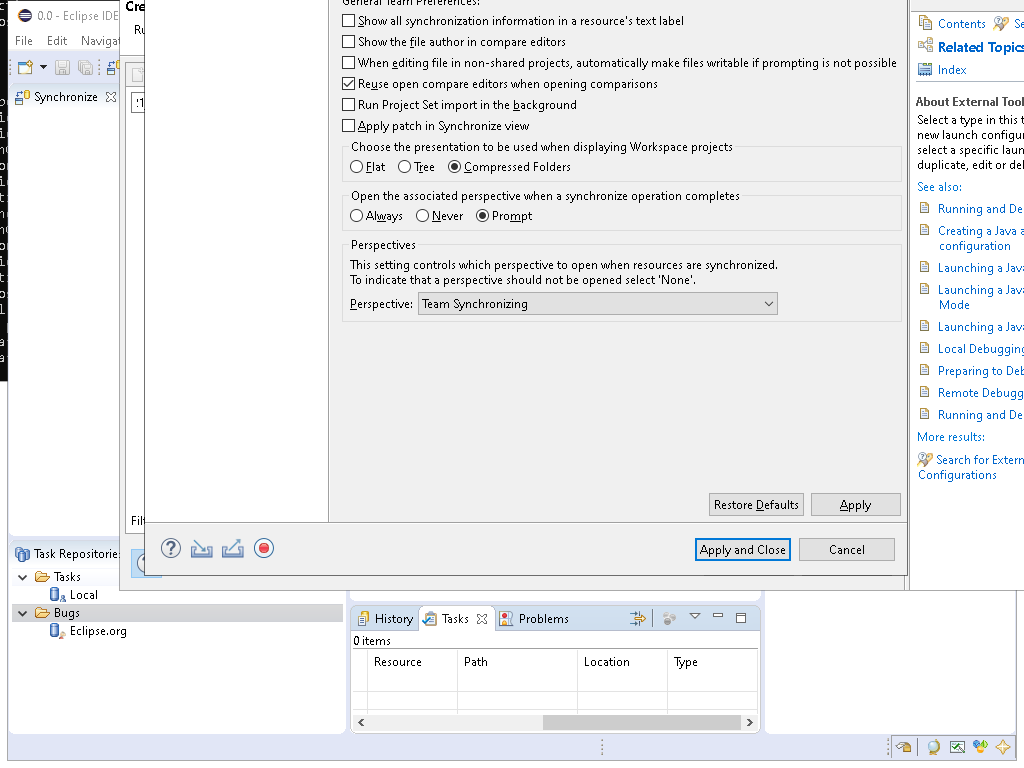 0.0 - Eclipse IDE
Cre
File Edit Navigat
Ru
Synchronize
Filt
General Team Preferences:
Show all synchronization information in a resource's text label
Show the file author in compare editors
When editing file in non-shared projects, automatically make files writable if prompting is not possible
Reuse open compare editors when opening comparisons
Run Project Set import in the background
Apply patch in Synchronize view
Choose the presentation to be used when displaying Workspace projects
Flat Tree Compressed Folders
Open the associated perspective when a synchronize operation completes
Always Never Prompt
Perspectives
This setting controls which perspective to open when resources are synchronized.
To indicate that a perspective should not be opened select 'None'.
Perspective: Team Synchronizing
Restore Defaults Apply
Apply and Close Cancel
Contents Se
Related Topics
Index
About External Tool
Select a type in this t
new launch configur
select a specific laun
duplicate, edit or del
See also:
Running and De
Creating a Java a
configuration
Launching a Java
Launching a Java
Mode
Launching a Java
Local Debugging
Preparing to Deb
Remote Debugg
Running and De
More results:
Search for Extern
Configurations
Task Repositories
Tasks
Local
Bugs
Eclipse.org
History Tasks Problems
0 items
Resource Path Location Type